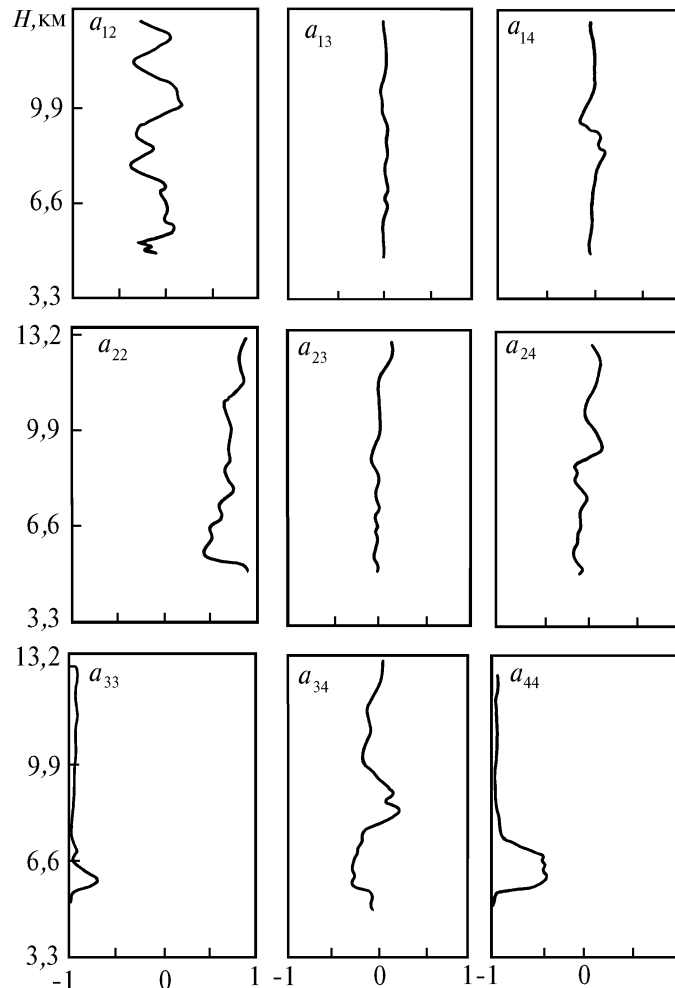 H,км a₁₂ a₁₃ a₁₄
9,9
6,6
3,3
13,2 a₂₂ a₂₃ a₂₄
9,9
6,6
3,3
13,2 a₃₃ a₃₄ a₄₄
9,9
6,6
3,3
-1 0 1 -1 0 1 -1 0